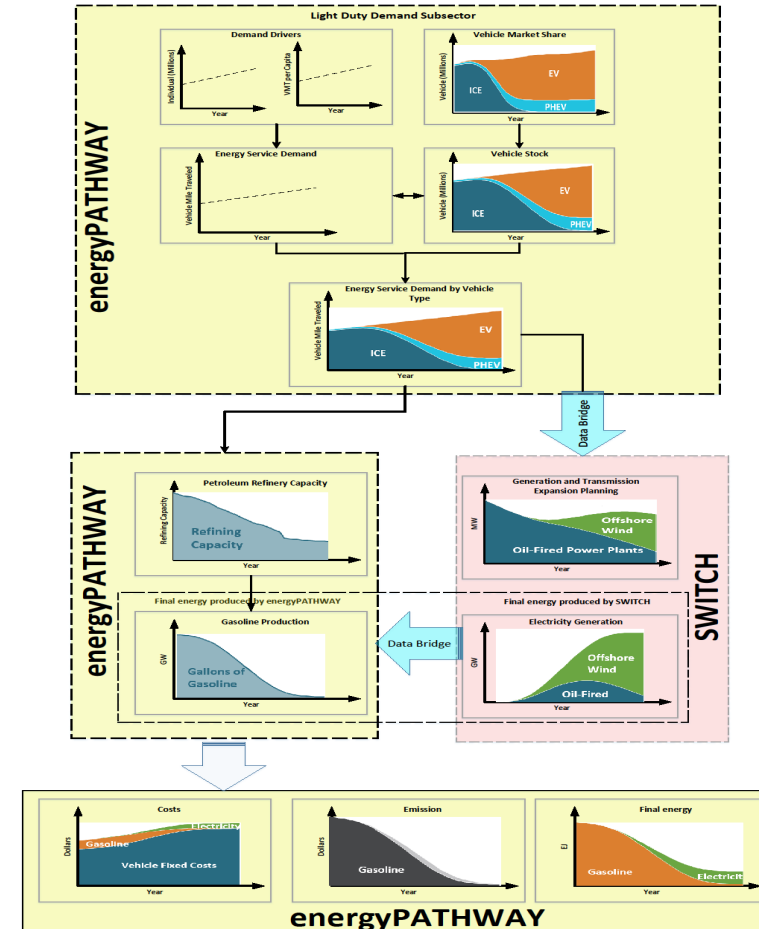 Light Duty Demand Subsector
energyPATHWAY
Demand Drivers
Individual (Millions)
Year
VMT per Capita
Vehicle Market Share
Vehicle (Millions)
ICE
EV
PHEV
Year
Energy Service Demand
Vehicle Mile Traveled
Year
Vehicle Stock
Vehicle (Millions)
ICE
EV
PHEV
Year
Energy Service Demand by Vehicle
Type
Vehicle Mile Traveled
ICE
EV
PHEV
Year
Data Bridge
energyPATHWAY
Petroleum Refinery Capacity
Refining Capacity
Refining
Capacity
Year
Generation and Transmission
Expansion Planning
MW
Offshore
Wind
Oil-Fired Power Plants
Year
SWITCH
Final energy produced by energyPATHWAY
Gasoline Production
GW
Gallons of
Gasoline
Year
Data Bridge
Final energy produced by SWITCH
Electricity Generation
GW
Offshore
Wind
Oil-Fired
Year
Costs
Dollars
Gasoline
Electricity
Vehicle Fixed Costs
Year
Emission
Dollars
Gasoline
Year
Final energy
EJ
Gasoline
Electricit
Year
energyPATHWAY